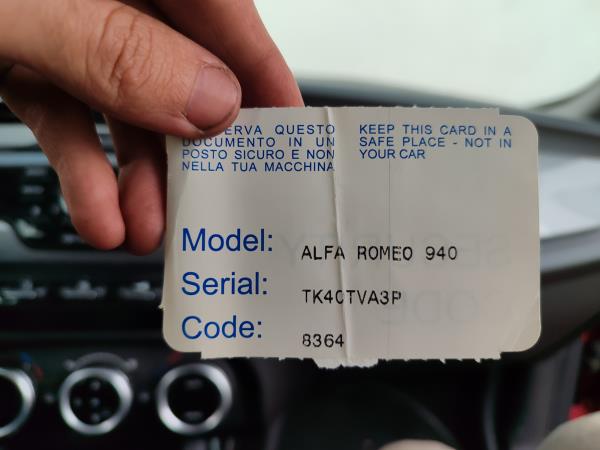 ERVA QUESTO
DOCUMENTO IN UN
POSTO SICURO E NON
NELLA TUA MACCHINA
KEEP THIS CARD IN A
SAFE PLACE - NOT IN
YOUR CAR
Model: ALFA ROMEO 940
Serial: TK40TVA3P
Code: 8364